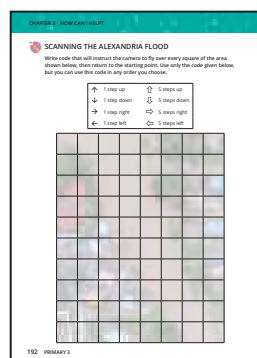 CHAPTER 3 HOW CAN I HELP?
SCANNING THE ALEXANDRIA FLOOD
Write code that will instruct the camera to fly over every square of the area
shown below, then return to the starting point. Use only the code given below,
but you can use this code in any order you choose.
↑ 1 step up ⇧ 5 steps up
↓ 1 step down ⇩ 5 steps down
→ 1 step right ⇨ 5 steps right
← 1 step left ⇦ 5 steps left
192 PRIMARY 3